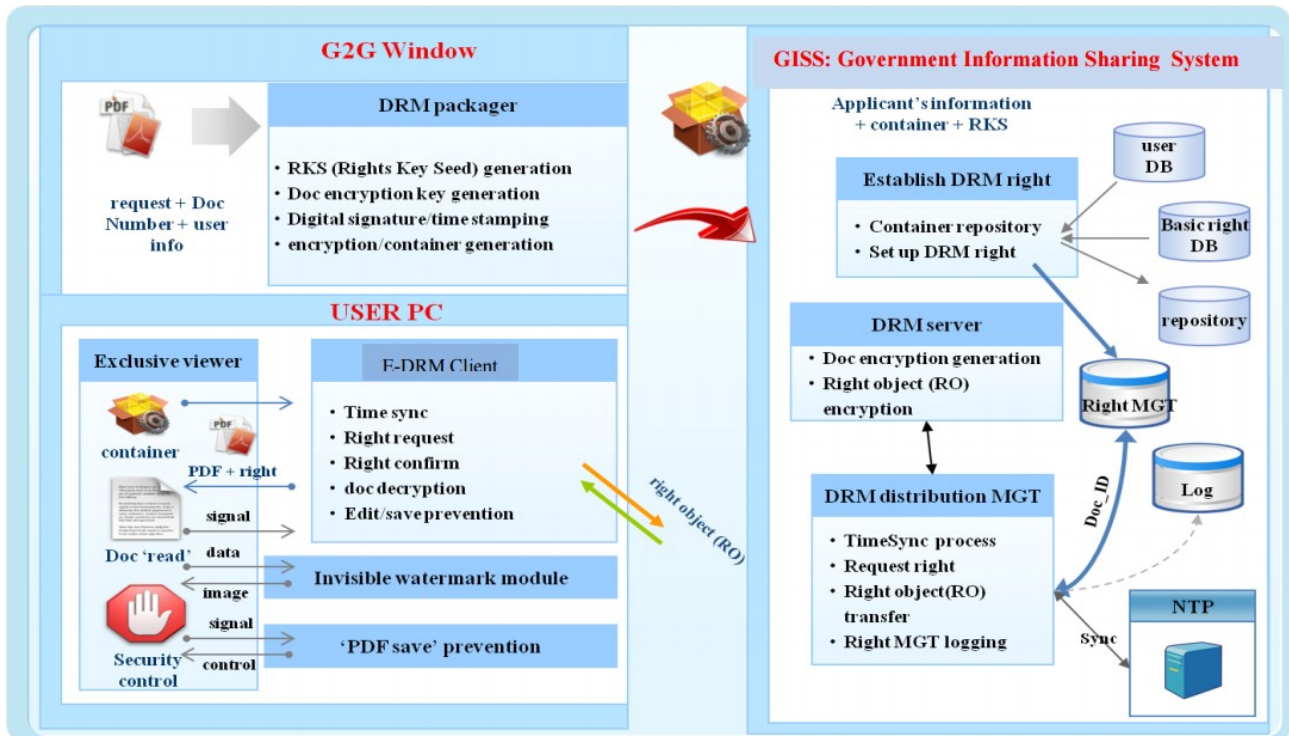 G2G Window
PDF
request + Doc
Number + user
info
DRM packager
• RKS (Rights Key Seed) generation
• Doc encryption key generation
• Digital signature/time stamping
• encryption/container generation
USER PC
Exclusive viewer
container
PDF
PDF + right
Doc ‘read’
signal
data
image
signal
control
Security
control
E-DRM Client
• Time sync
• Right request
• Right confirm
• doc decryption
• Edit/save prevention
Invisible watermark module
‘PDF save’ prevention
right object (RO)
GISS: Government Information Sharing System
Applicant’s information
+ container + RKS
Establish DRM right
• Container repository
• Set up DRM right
user
DB
Basic right
DB
repository
DRM server
• Doc encryption generation
• Right object (RO)
encryption
Right MGT
Log
Doc_ID
DRM distribution MGT
• TimeSync process
• Request right
• Right object(RO)
transfer
• Right MGT logging
Sync
NTP